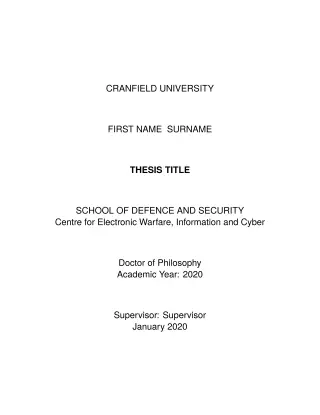 CRANFIELD UNIVERSITY
FIRST NAME SURNAME
THESIS TITLE
SCHOOL OF DEFENCE AND SECURITY
Centre for Electronic Warfare, Information and Cyber
Doctor of Philosophy
Academic Year: 2020
Supervisor: Supervisor
January 2020